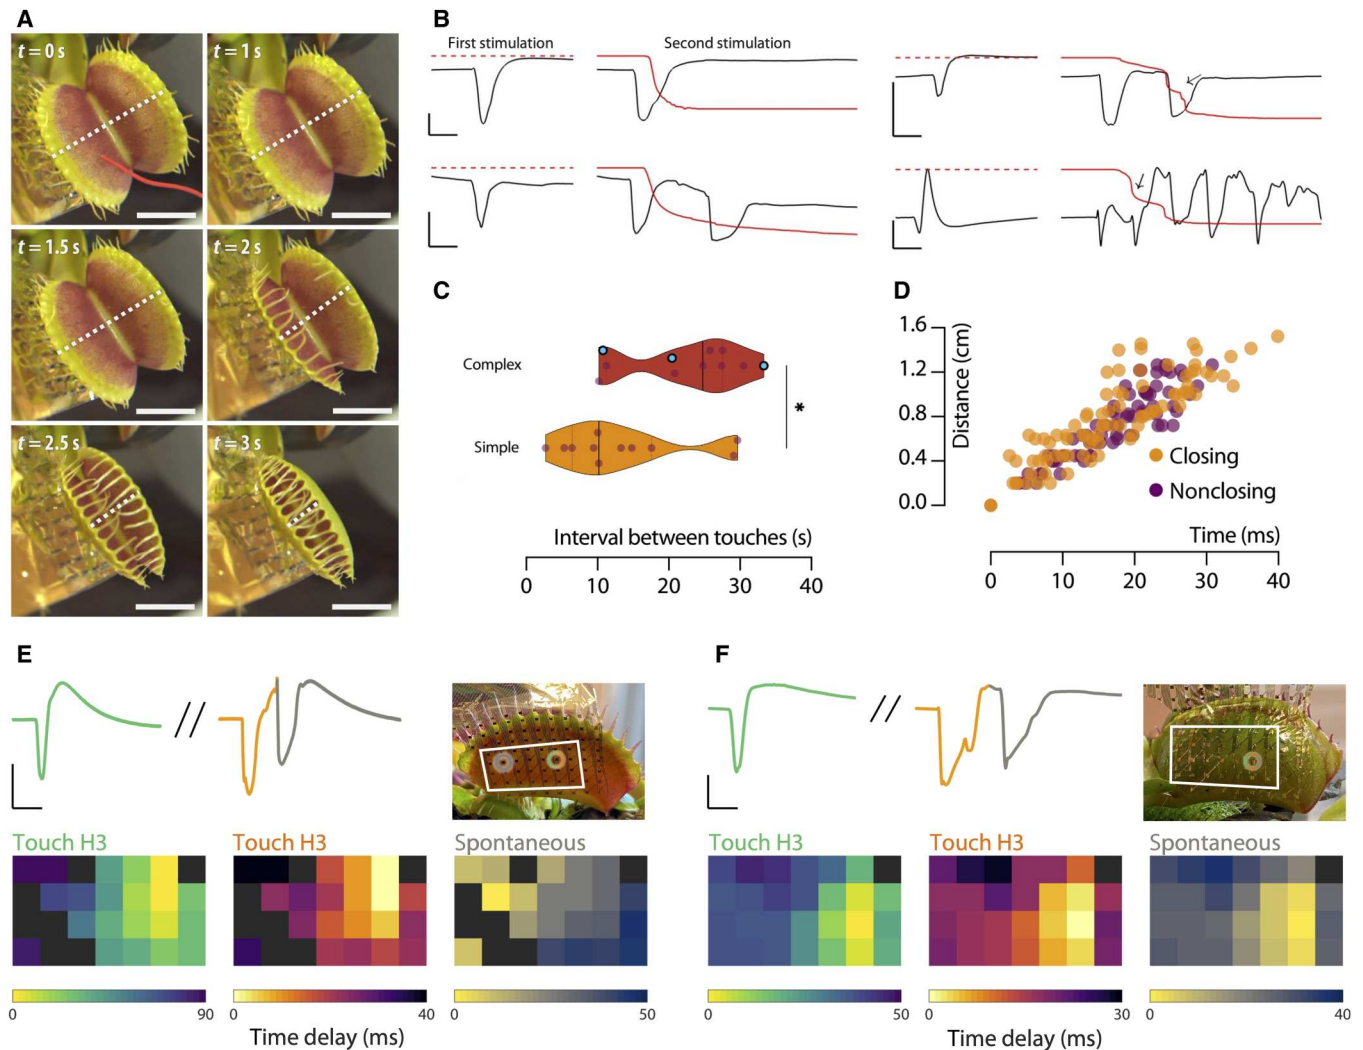 A
t = 0 s
t = 1 s
t = 1.5 s
t = 2 s
t = 2.5 s
t = 3 s
B
First stimulation
Second stimulation
C
Complex
Simple
*
Interval between touches (s)
0 10 20 30 40
D
1.6
1.2
0.8
0.4
0.0
Distance (cm)
Closing
Nonclosing
Time (ms)
0 10 20 30 40
E
Touch H3
Touch H3
Spontaneous
0 90
0 40
0 50
Time delay (ms)
F
Touch H3
Touch H3
Spontaneous
0 50
0 30
0 40
Time delay (ms)